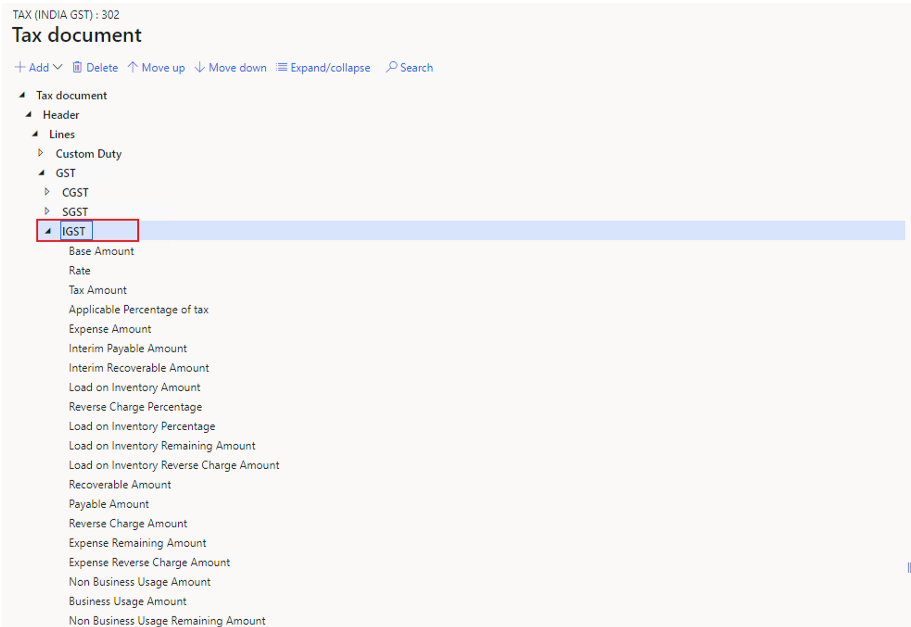 TAX (INDIA GST) : 302
Tax document
Add Delete Move up Move down Expand/collapse Search
Tax document
Header
Lines
Custom Duty
GST
CGST
SGST
IGST
Base Amount
Rate
Tax Amount
Applicable Percentage of tax
Expense Amount
Interim Payable Amount
Interim Recoverable Amount
Load on Inventory Amount
Reverse Charge Percentage
Load on Inventory Percentage
Load on Inventory Remaining Amount
Load on Inventory Reverse Charge Amount
Recoverable Amount
Payable Amount
Reverse Charge Amount
Expense Remaining Amount
Expense Reverse Charge Amount
Non Business Usage Amount
Business Usage Amount
Non Business Usage Remaining Amount